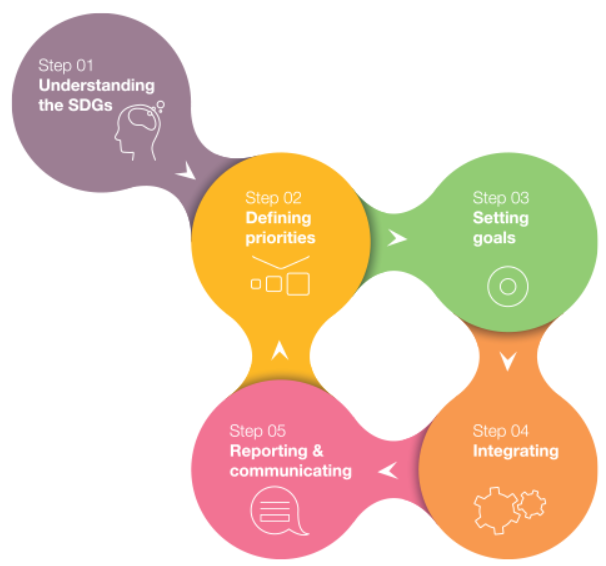 Step 01
Understanding
the SDGs
Step 02
Defining
priorities
Step 03
Setting
goals
Step 04
Integrating
Step 05
Reporting &
communicating